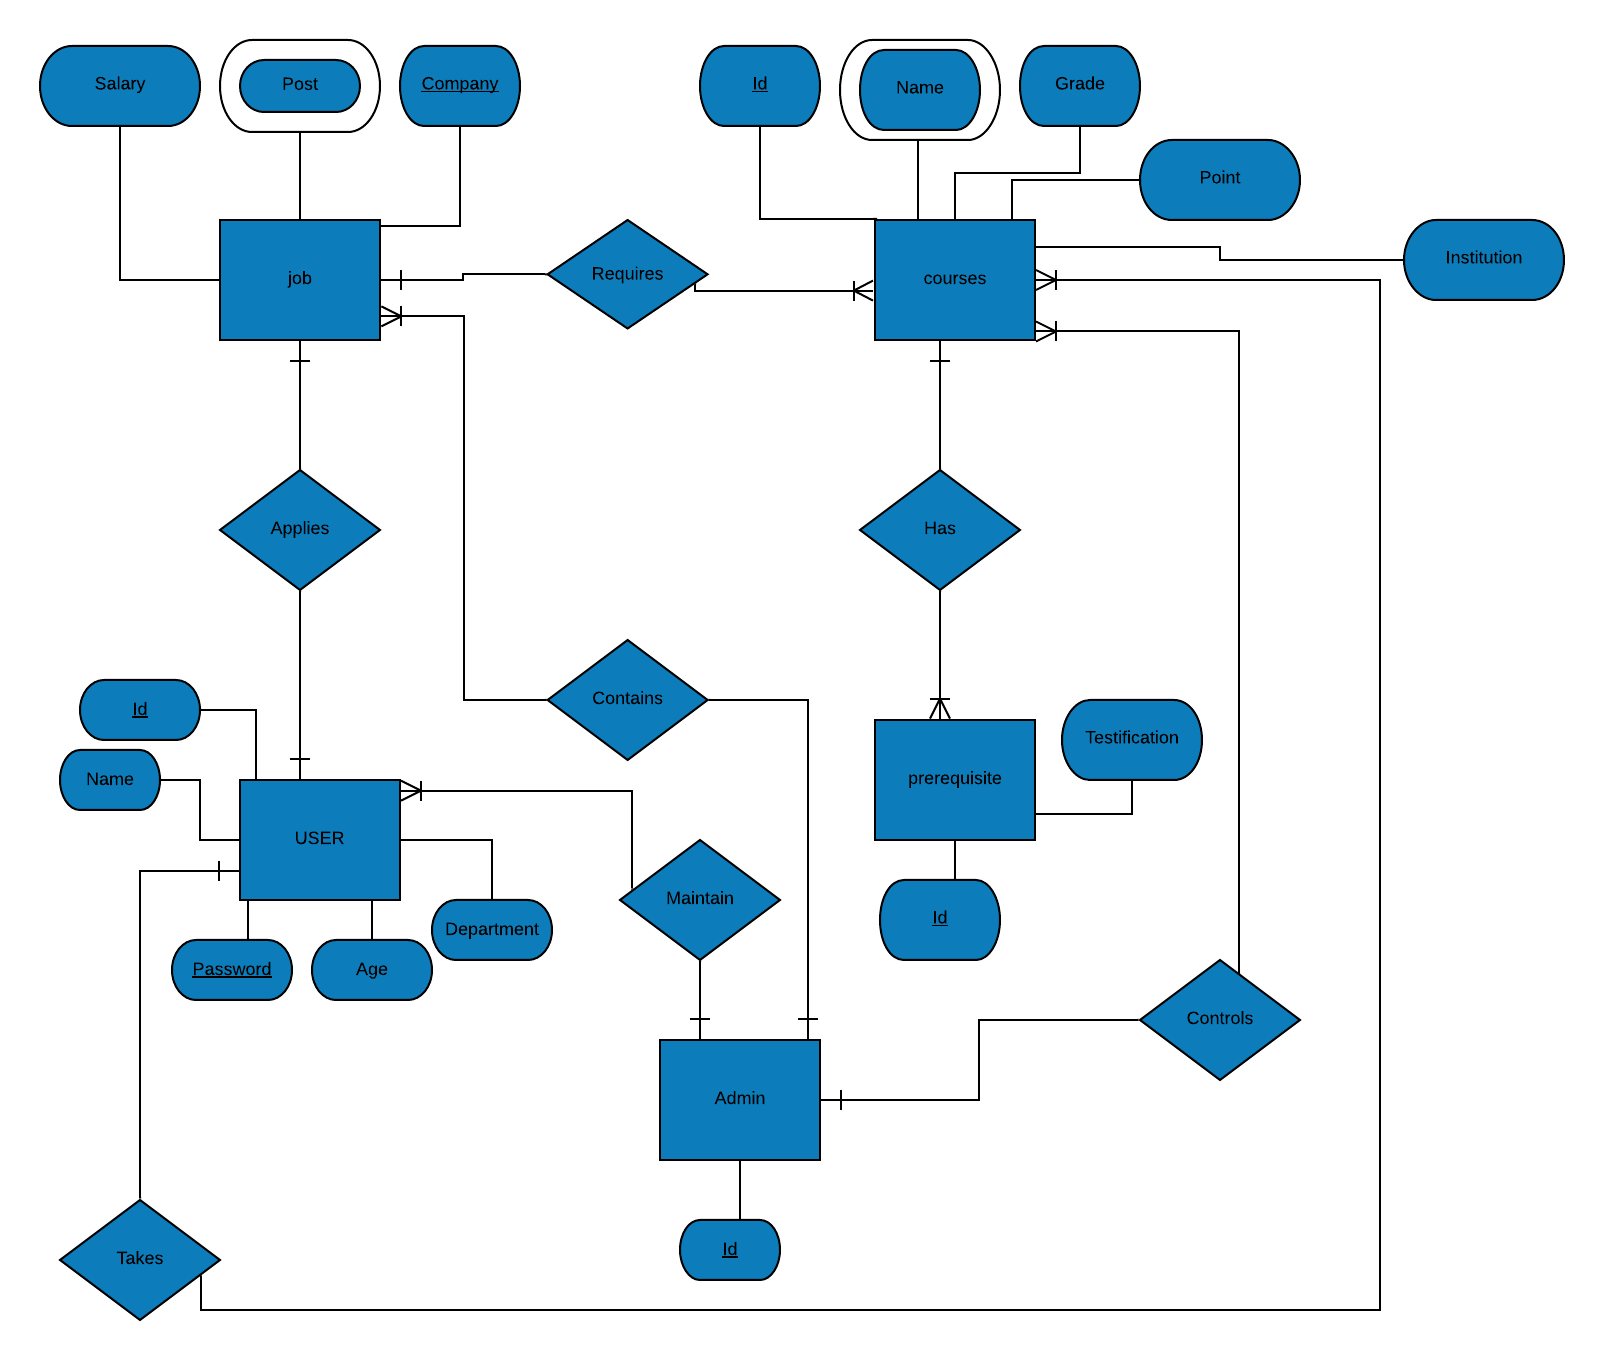 Salary
Post
Company
Id
Name
Grade
Point
Institution
job
Requires
courses
Applies
Has
Contains
Id
Name
USER
prerequisite
Testification
Maintain
Department
Password
Age
Id
Controls
Admin
Takes
Id